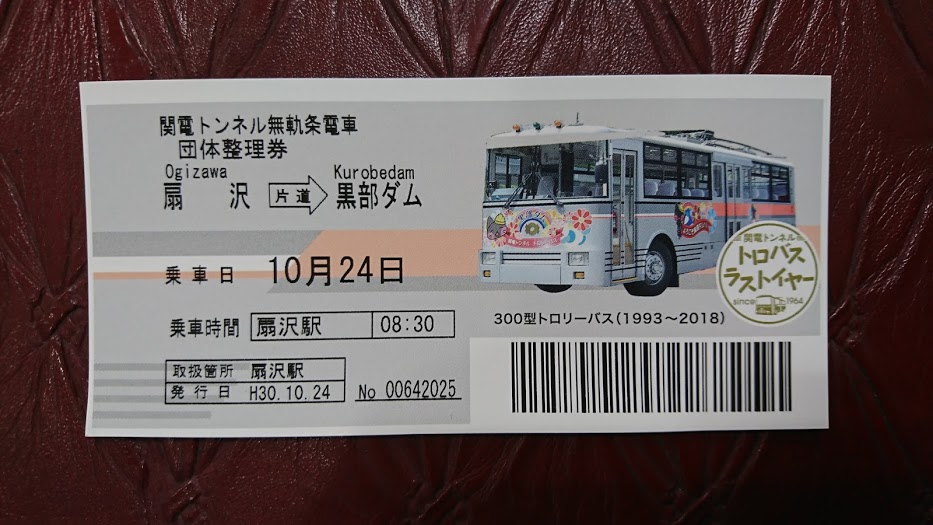 関電トンネル無軌条電車
団体整理券
Ogizawa
Kurobedam
扇沢 片道 黒部ダム
乗車日 10月24日
乗車時間 扇沢駅 08:30
取扱箇所 扇沢駅
発行日 H30.10.24
No 00642025
関電トンネル
トロバス
ラストイヤー
since 1964
300型トロリーバス(1993～2018)